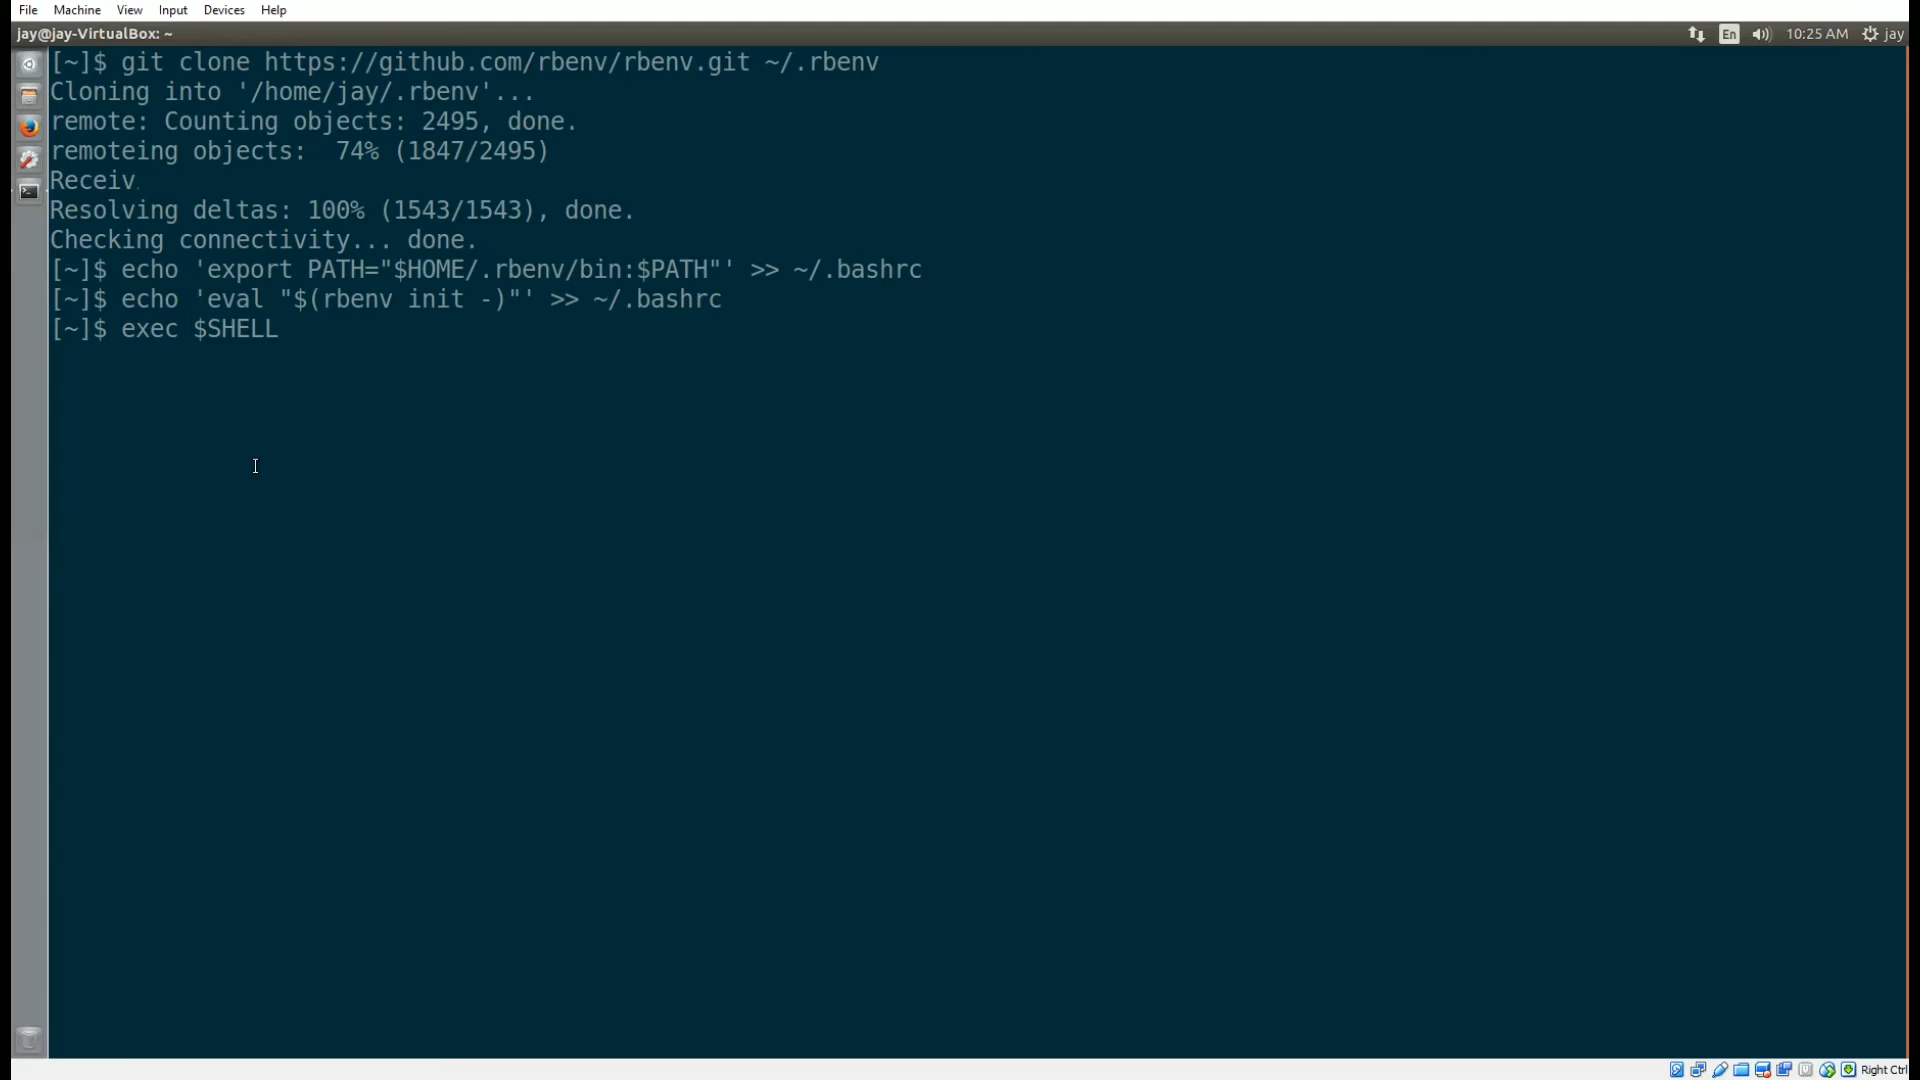 File Machine View Input Devices Help
jay@jay-VirtualBox: ~ En 10:25 AM jay
[~]$ git clone https://github.com/rbenv/rbenv.git ~/.rbenv
Cloning into '/home/jay/.rbenv'...
remote: Counting objects: 2495, done.
remoteing objects:  74% (1847/2495)
Receiv
Resolving deltas: 100% (1543/1543), done.
Checking connectivity... done.
[~]$ echo 'export PATH="$HOME/.rbenv/bin:$PATH"' >> ~/.bashrc
[~]$ echo 'eval "$(rbenv init -)"' >> ~/.bashrc
[~]$ exec $SHELL
Right Ctrl